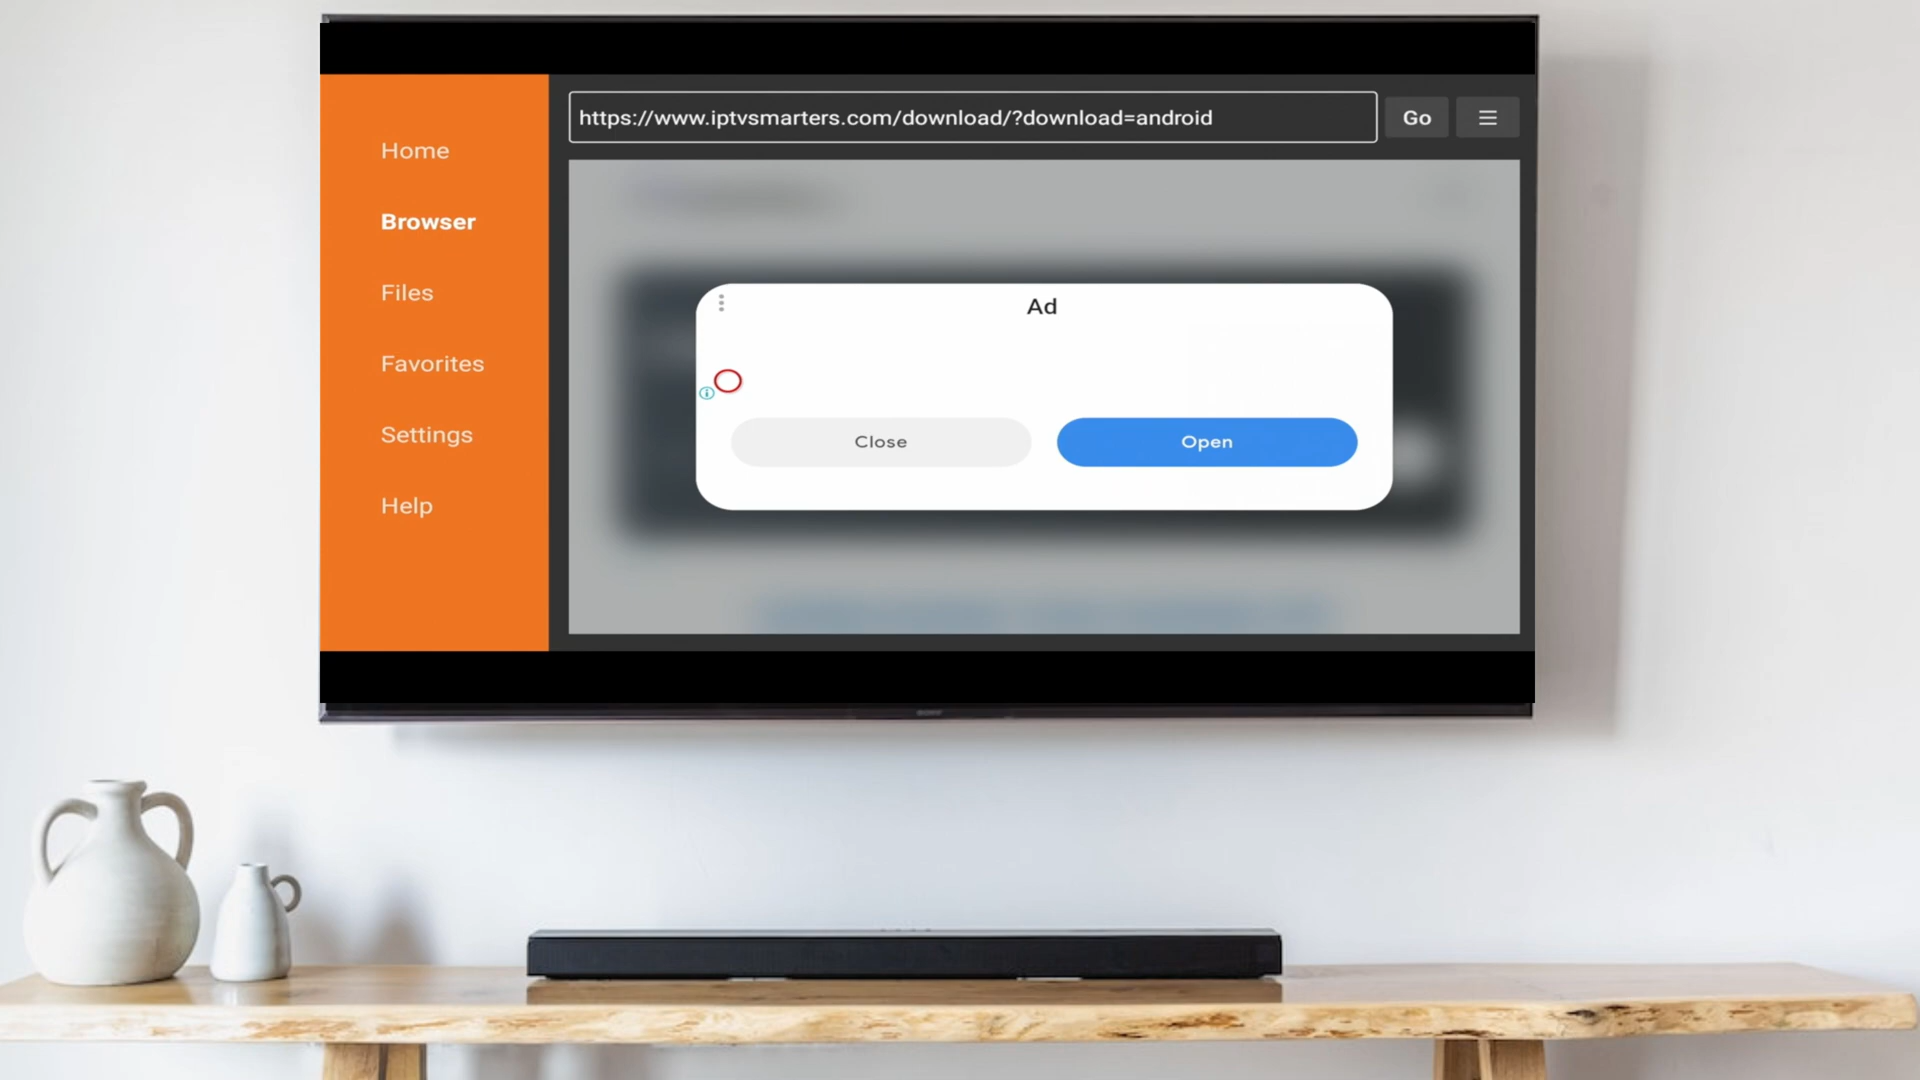 Home
Browser
Files
Favorites
Settings
Help
https://www.iptvsmarters.com/download/?download=android
Go
Ad
Close
Open